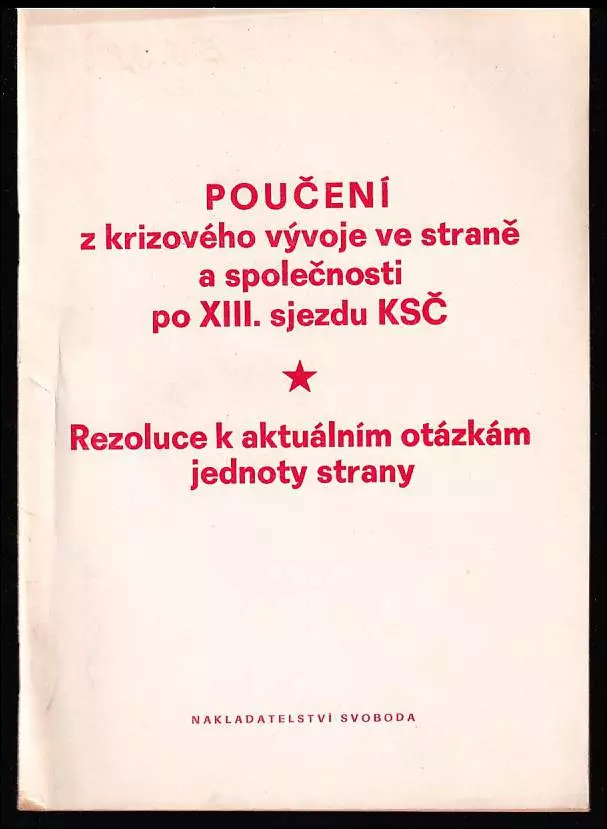 POUČENÍ
z krizového vývoje ve straně
a společnosti
po XIII. sjezdu KSČ
Rezoluce k aktuálním otázkám
jednoty strany
NAKLADATELSTVÍ SVOBODA